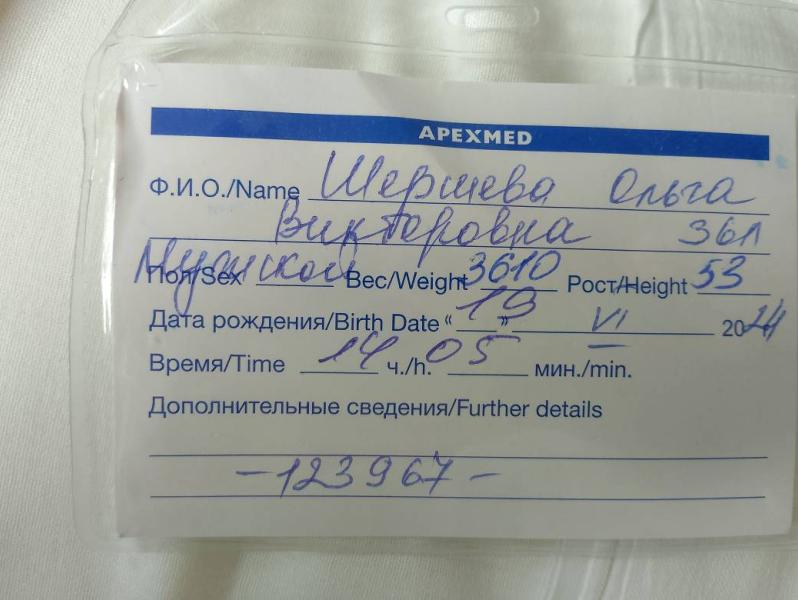 APEXMED
Ф.И.О./Name Шершева Ольга
Викторовна 36л
Пол/Sex Мужской Вес/Weight 3610 Рост/Height 53
Дата рождения/Birth Date “ 19 ” VI 2024
Время/Time 14 ч./h. 05 мин./min.
Дополнительные сведения/Further details
-123967-